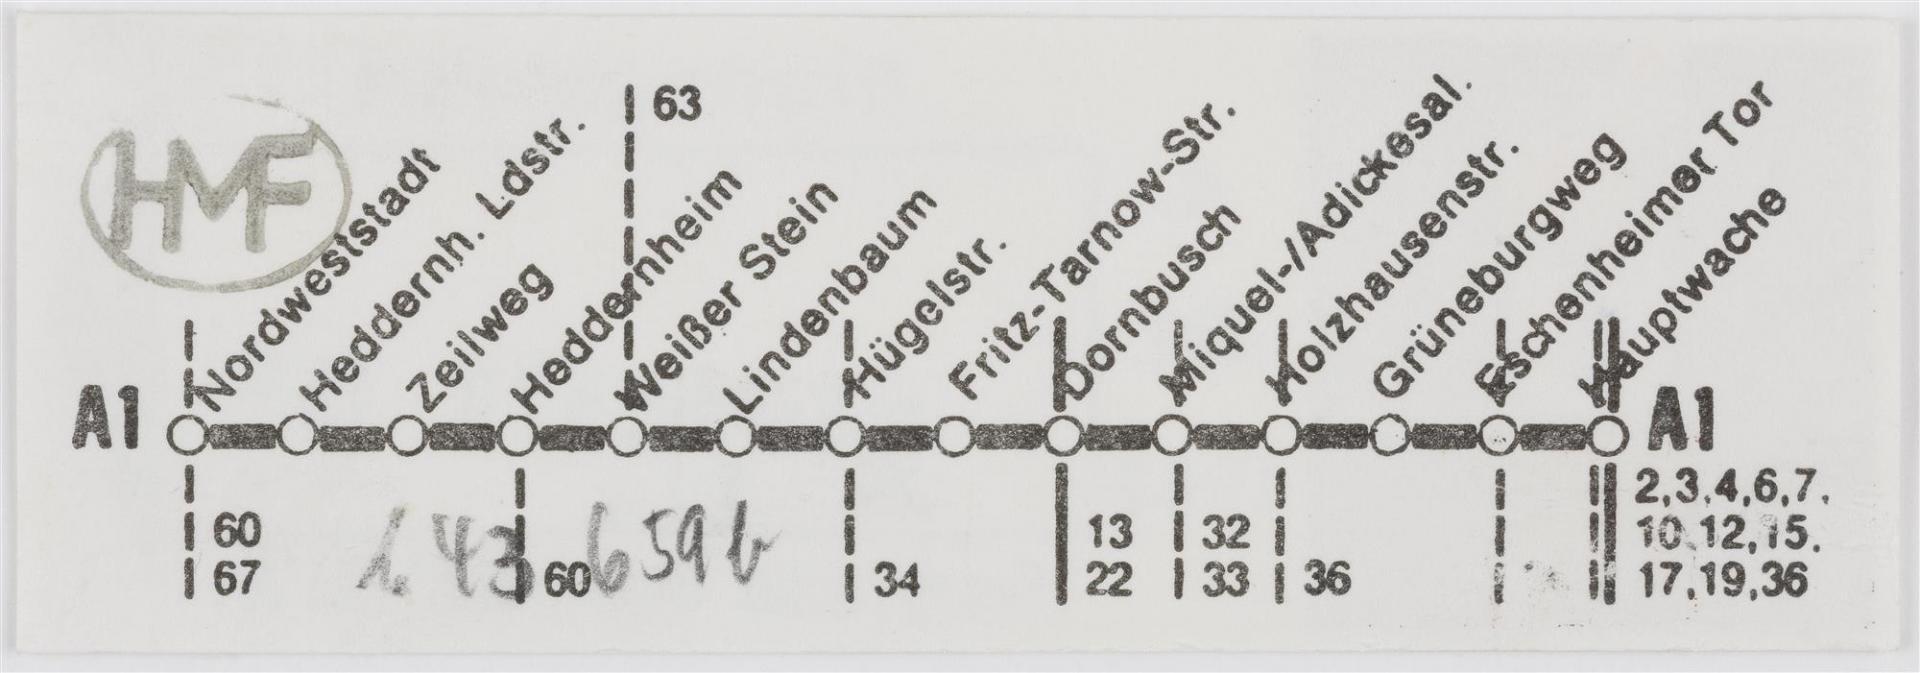 HMF
63
Nordweststadt
Heddernh. Ldstr.
Zeilweg
Heddernheim
Weißer Stein
Lindenbaum
Hügelstr.
Fritz-Tarnow-Str.
Dornbusch
Miquel-/Adickesal.
Holzhausenstr.
Grüneburgweg
Eschenheimer Tor
Hauptwache
A1
A1
60
67
60
34
13
22
32
33
36
2,3,4,6,7,
10,12,15,
17,19,36
43 659b